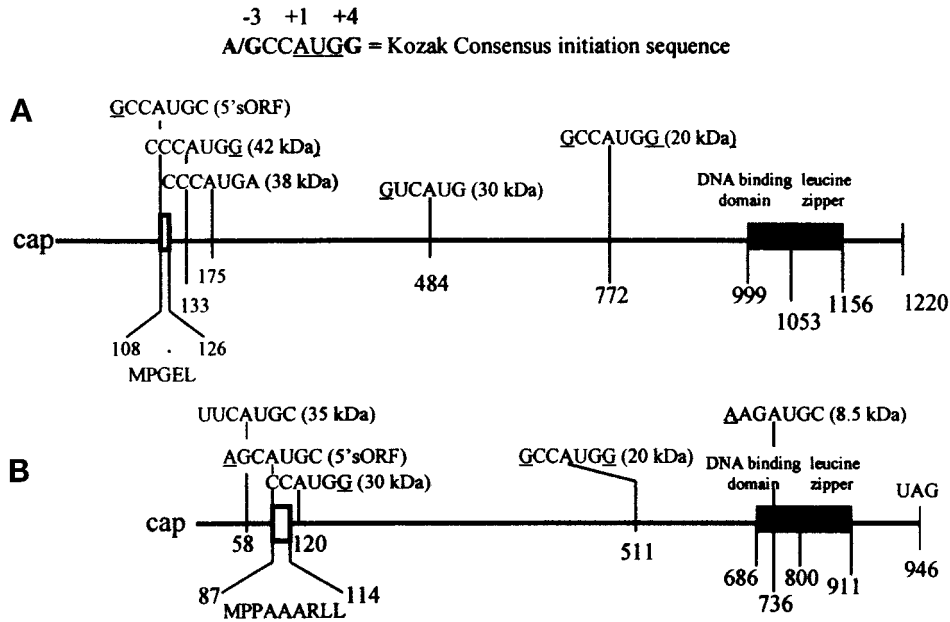 -3 +1 +4
A/GCCAUGG = Kozak Consensus initiation sequence
A
GCCAUGC (5'sORF)
CCCAUGG (42 kDa)
CCCAUGA (38 kDa)
GUCAUG (30 kDa)
GCCAUGG (20 kDa)
DNA binding leucine
domain zipper
cap
175
133
484
772
999
1053
1156
1220
108 . 126
MPGEL
B
UUCAUGC (35 kDa)
AGCAUGC (5'sORF)
CCAUGG (30 kDa)
GCCAUGG (20 kDa)
AAGAUGC (8.5 kDa)
DNA binding leucine
domain zipper
UAG
cap
58
120
511
686
736
800
911
946
87 114
MPPAAARLL